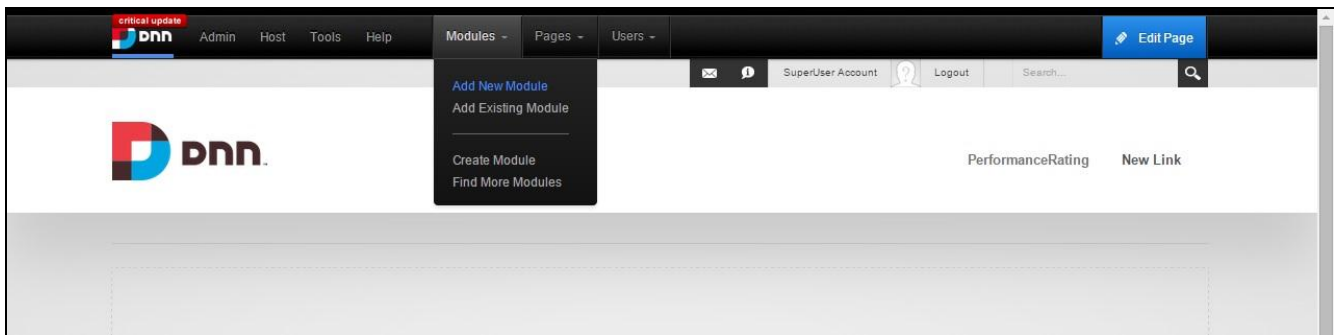 critical update
DNN Admin Host Tools Help Modules Pages Users Edit Page
SuperUser Account Logout Search...
Add New Module
Add Existing Module
Create Module
Find More Modules
DNN.
PerformanceRating New Link